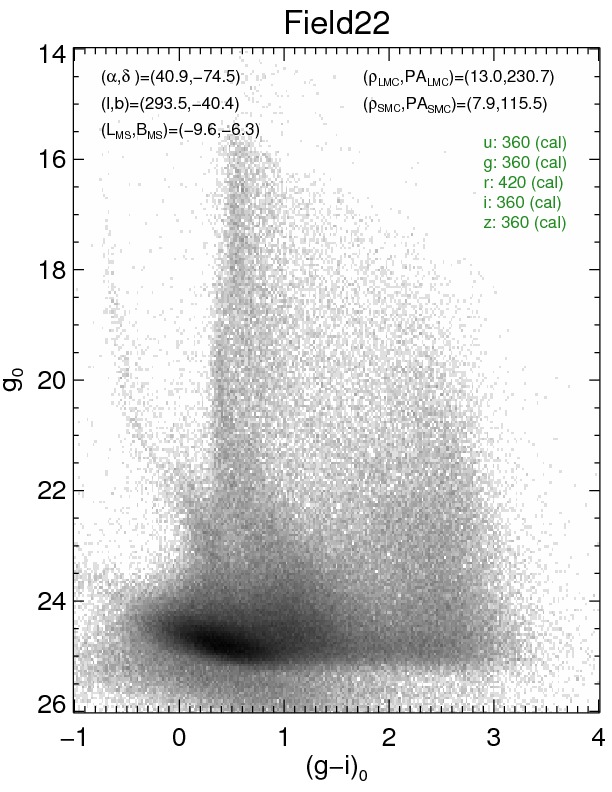 Field22
14
(α,δ )=(40.9,−74.5)
(ρLMC,PALMC)=(13.0,230.7)
(l,b)=(293.5,−40.4)
(ρSMC,PASMC)=(7.9,115.5)
(LMS,BMS)=(−9.6,−6.3)
u: 360 (cal)
g: 360 (cal)
r: 420 (cal)
i: 360 (cal)
z: 360 (cal)
16
18
20
22
24
26
g0
−1 0 1 2 3 4
(g−i)0